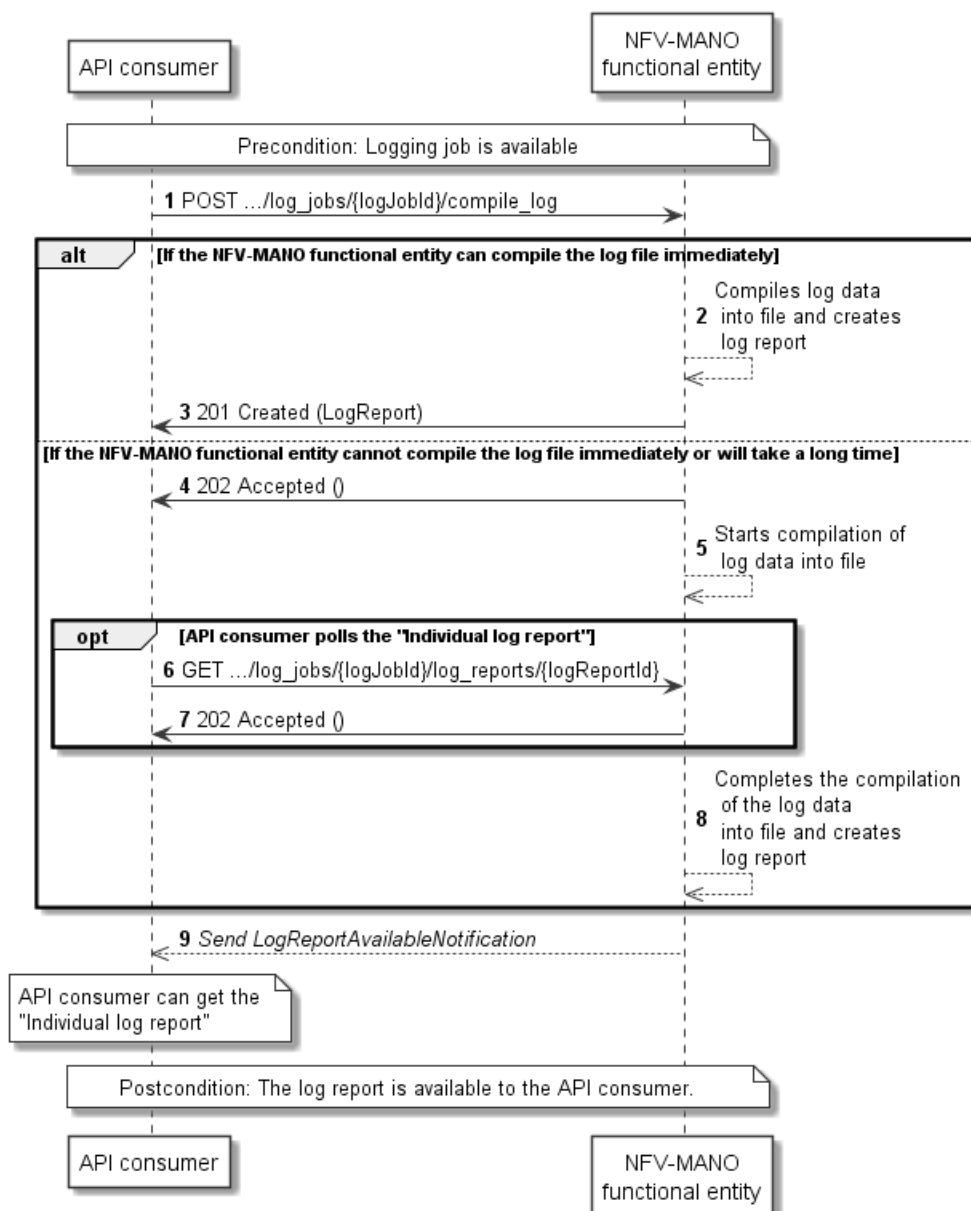 API consumer
NFV-MANO
functional entity
Precondition: Logging job is available
1 POST .../log_jobs/{logJobId}/compile_log
alt [If the NFV-MANO functional entity can compile the log file immediately]
Compiles log data
2 into file and creates
log report
3 201 Created (LogReport)
[If the NFV-MANO functional entity cannot compile the log file immediately or will take a long time]
4 202 Accepted ()
5 Starts compilation of
log data into file
opt [API consumer polls the "Individual log report"]
6 GET .../log_jobs/{logJobId}/log_reports/{logReportId}
7 202 Accepted ()
Completes the compilation
of the log data
8 into file and creates
log report
9 Send LogReportAvailableNotification
API consumer can get the
"Individual log report"
Postcondition: The log report is available to the API consumer.
API consumer
NFV-MANO
functional entity